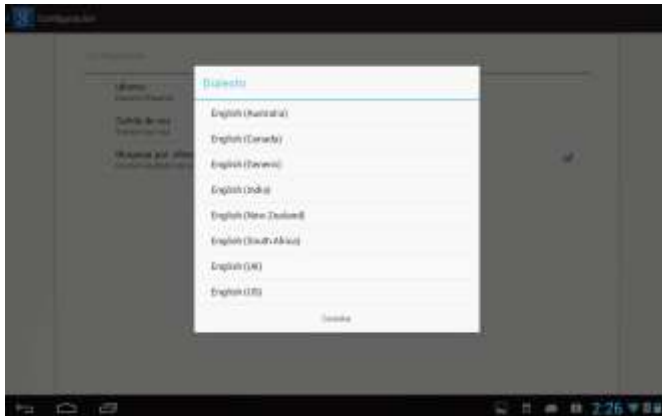 Configuración
Idioma
Salida de voz
Dialecto
English (Australia)
English (Canada)
English (Generic)
English (India)
English (New Zealand)
English (South Africa)
English (UK)
English (US)
Cancelar
2:26